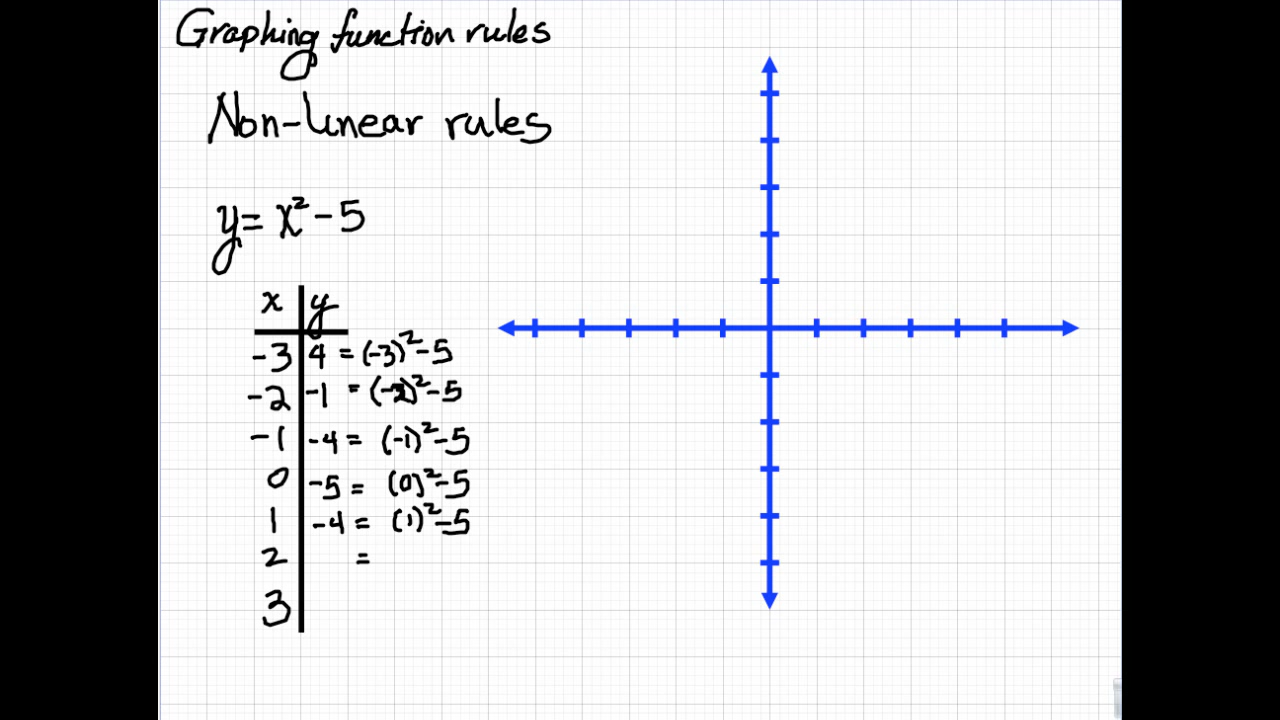 Graphing function rules
Non-linear rules
y = x² - 5
x y
-3 4 = (-3)² - 5
-2 -1 = (-2)² - 5
-1 -4 = (-1)² - 5
0 -5 = (0)² - 5
1 -4 = (1)² - 5
2 =
3